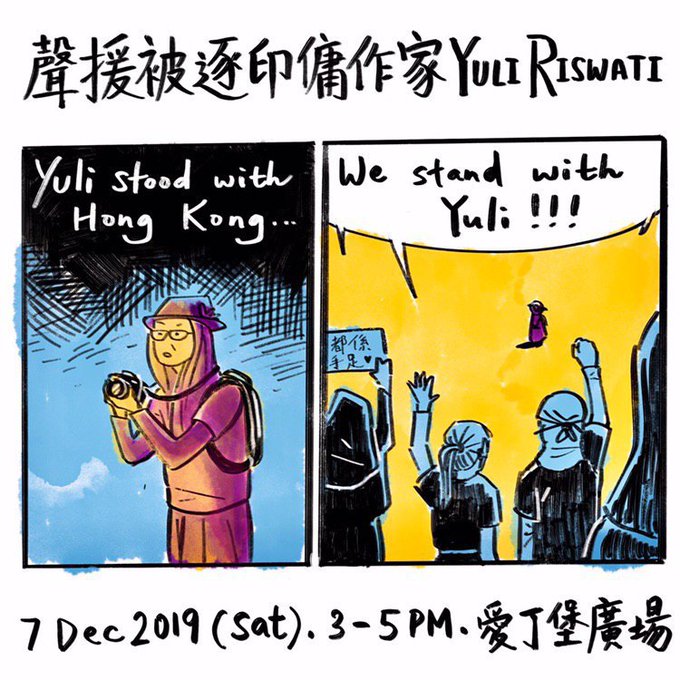 聲援被逐印傭作家YULI RISWATI
Yuli stood with
Hong Kong...
We stand with
Yuli !!!
都係
手足♥
7 Dec 2019 (Sat). 3-5 PM. 愛丁堡廣場